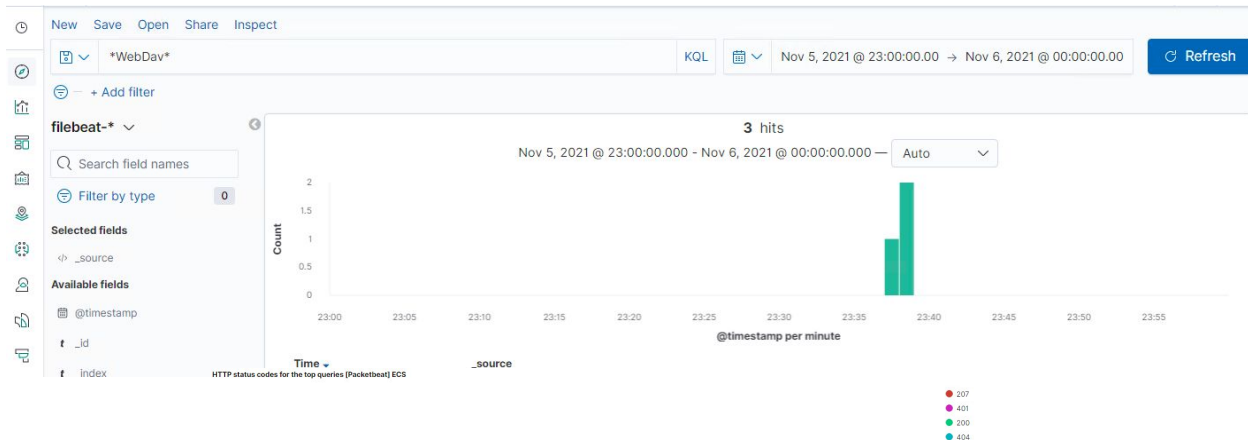 New Save Open Share Inspect
*WebDav* KQL Nov 5, 2021 @ 23:00:00.00 → Nov 6, 2021 @ 00:00:00.00 Refresh
+ Add filter
filebeat-*
3 hits
Nov 5, 2021 @ 23:00:00.000 - Nov 6, 2021 @ 00:00:00.000 — Auto
Search field names
Filter by type 0
Selected fields
_source
Available fields
@timestamp
t _id
t _index
Count
2
1.5
1
0.5
0
23:00 23:05 23:10 23:15 23:20 23:25 23:30 23:35 23:40 23:45 23:50 23:55
@timestamp per minute
Time _source
HTTP status codes for the top queries [Packetbeat] ECS
207
401
200
404